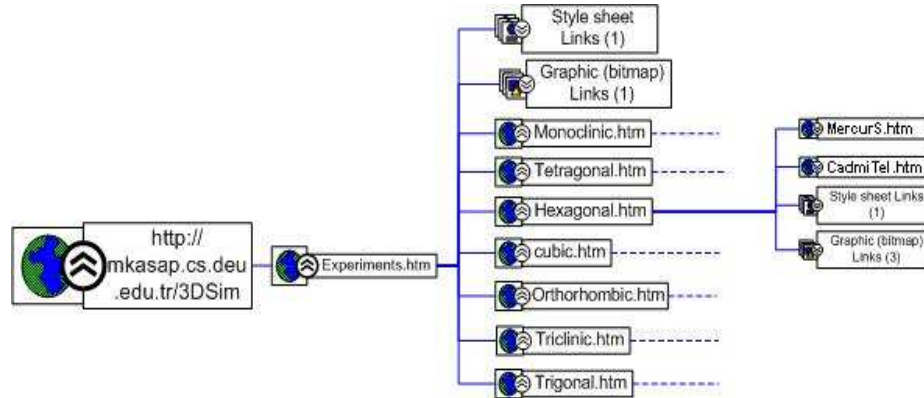 Style sheet
Links (1)
Graphic (bitmap)
Links (1)
Monoclinic.htm
Tetragonal.htm
Hexagonal.htm
cubic.htm
Orthorhombic.htm
Triclinic.htm
Trigonal.htm
http://
mkasap.cs.deu
.edu.tr/3DSim
Experiments.htm
MercurS.htm
CadmiTel.htm
Style sheet Links
(1)
Graphic (bitmap)
Links (3)